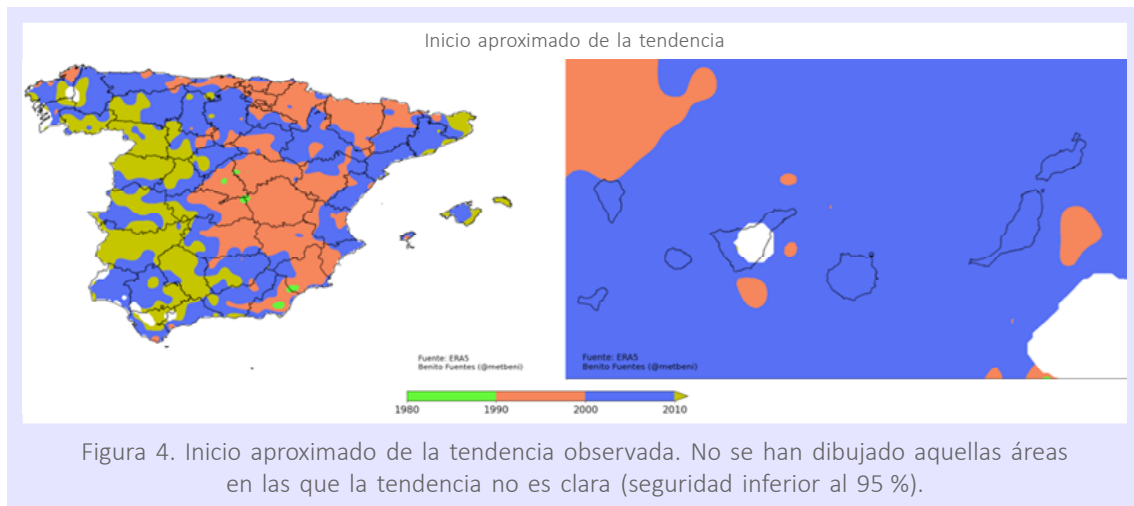 Inicio aproximado de la tendencia
Fuente: ERA5
Benito Fuentes (@metbeni)
Fuente: ERA5
Benito Fuentes (@metbeni)
1980 1990 2000 2010
Figura 4. Inicio aproximado de la tendencia observada. No se han dibujado aquellas áreas
en las que la tendencia no es clara (seguridad inferior al 95 %).